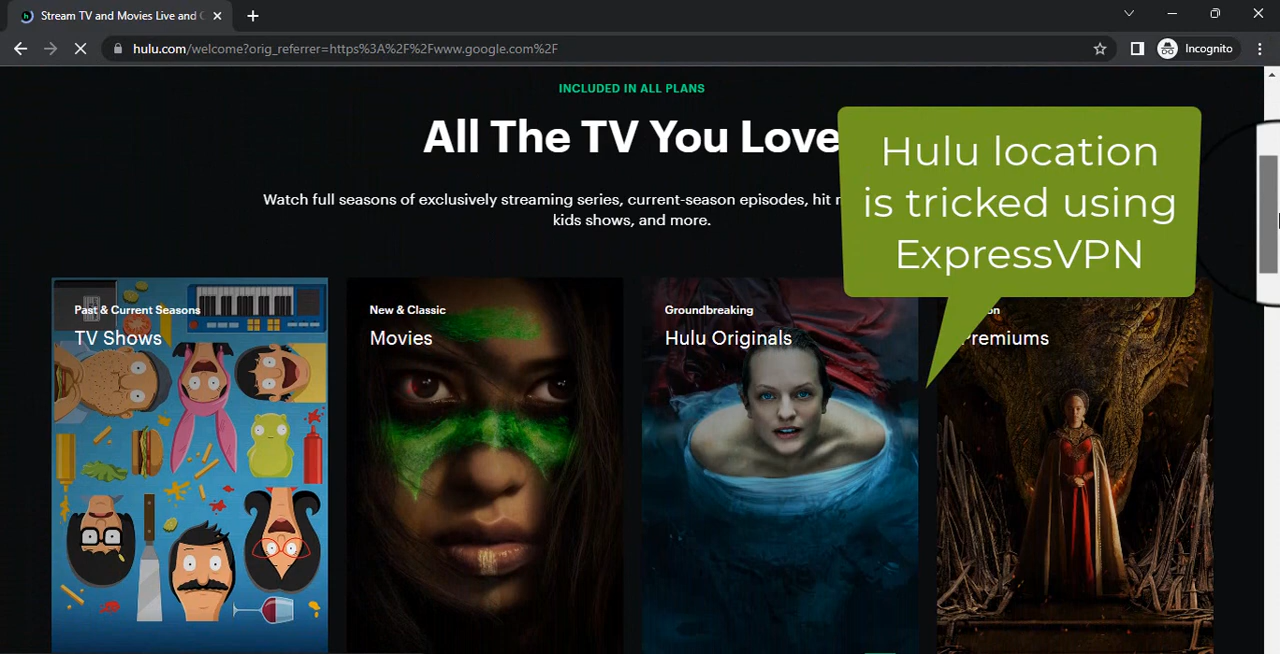 Stream TV and Movies Live and
hulu.com/welcome?orig_referrer=https%3A%2F%2Fwww.google.com%2F
Incognito
INCLUDED IN ALL PLANS
All The TV You Love
Watch full seasons of exclusively streaming series, current-season episodes, hit
kids shows, and more.
Hulu location
is tricked using
ExpressVPN
Past & Current Seasons
TV Shows
New & Classic
Movies
Groundbreaking
Hulu Originals
Premiums